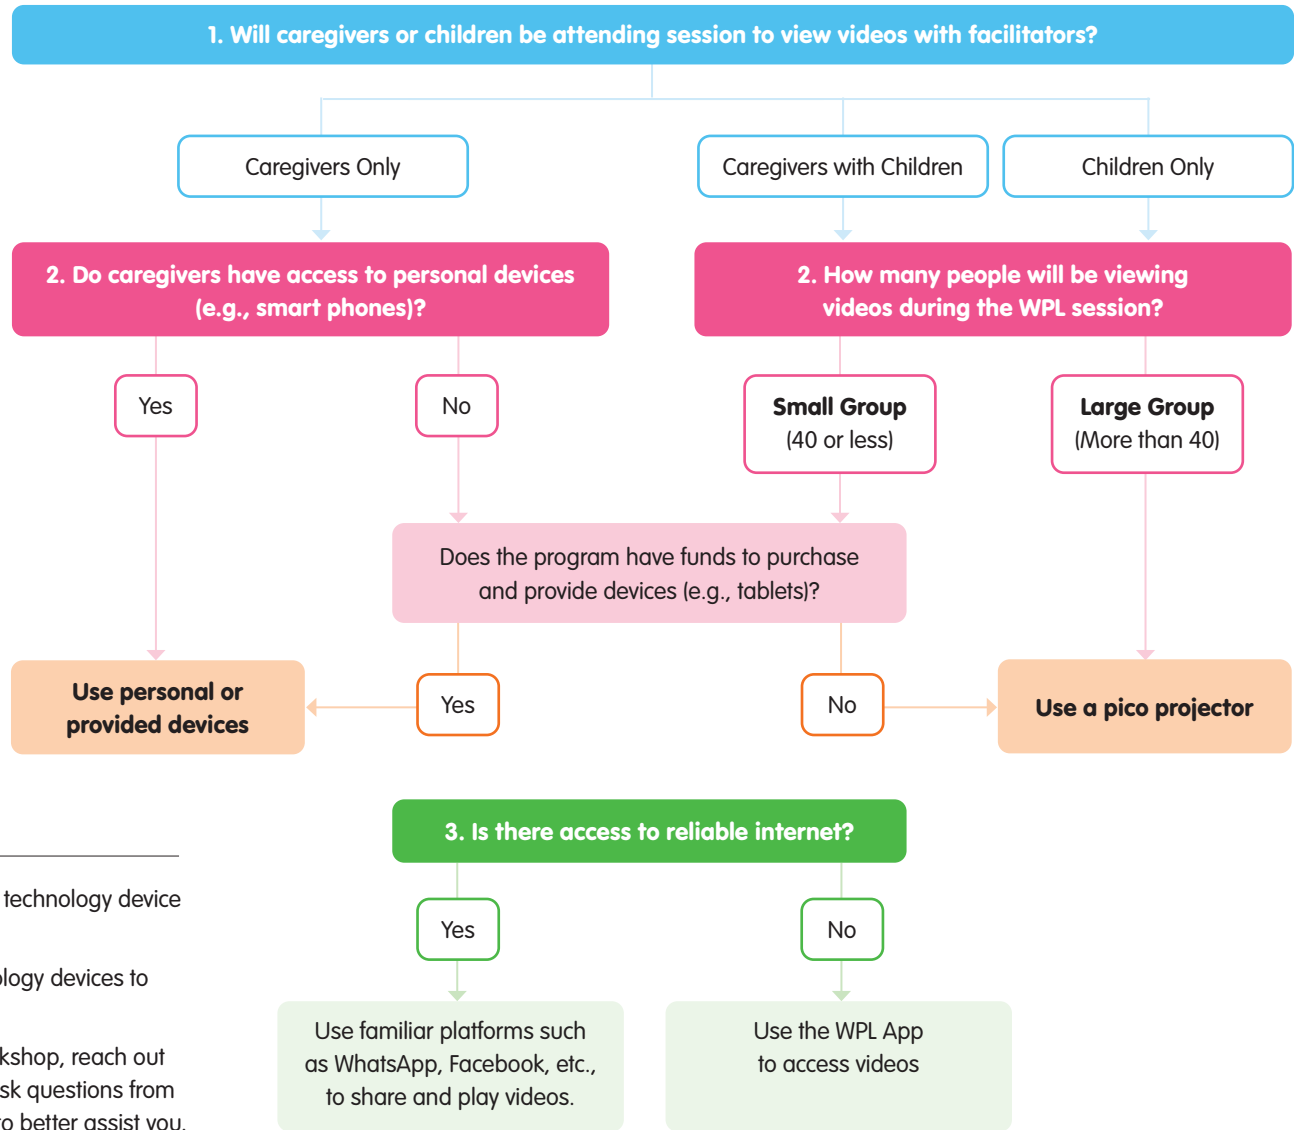 1. Will caregivers or children be attending session to view videos with facilitators?
Caregivers Only
Caregivers with Children
Children Only
2. Do caregivers have access to personal devices
(e.g., smart phones)?
2. How many people will be viewing
videos during the WPL session?
Yes
No
Small Group
(40 or less)
Large Group
(More than 40)
Does the program have funds to purchase
and provide devices (e.g., tablets)?
Use personal or
provided devices
Yes
No
Use a pico projector
3. Is there access to reliable internet?
Yes
No
Use familiar platforms such
as WhatsApp, Facebook, etc.,
to share and play videos.
Use the WPL App
to access videos
technology device
devices to
reach out
questions from
to better assist you.